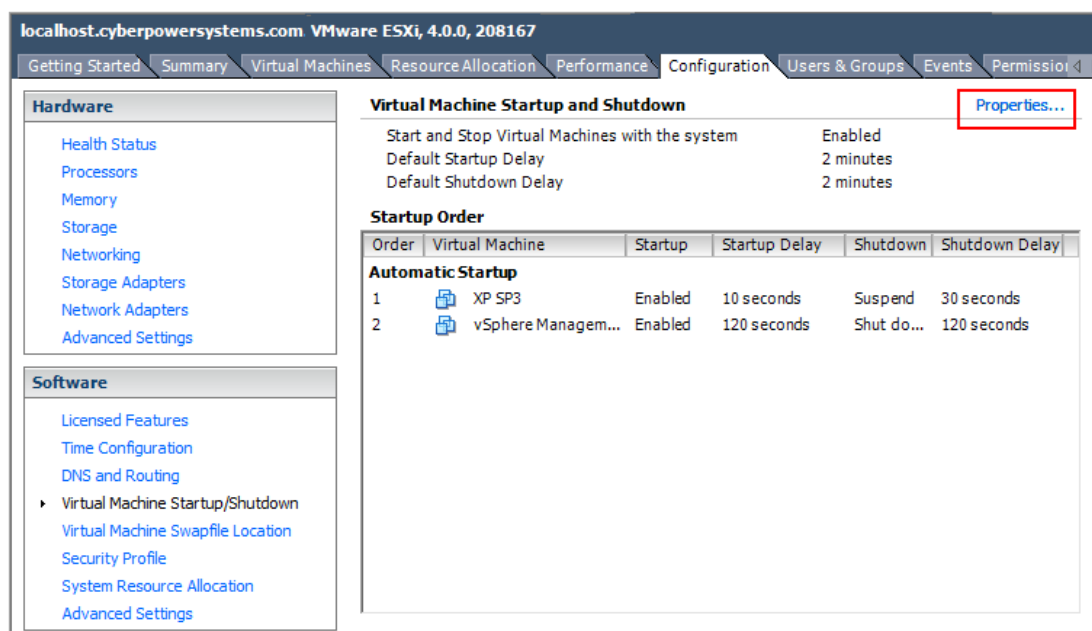 localhost.cyberpowersystems.com VMware ESXi, 4.0.0, 208167
Getting Started Summary Virtual Machines Resource Allocation Performance Configuration Users & Groups Events Permission
Hardware
Health Status
Processors
Memory
Storage
Networking
Storage Adapters
Network Adapters
Advanced Settings
Software
Licensed Features
Time Configuration
DNS and Routing
Virtual Machine Startup/Shutdown
Virtual Machine Swapfile Location
Security Profile
System Resource Allocation
Advanced Settings
Virtual Machine Startup and Shutdown Properties...
Start and Stop Virtual Machines with the system Enabled
Default Startup Delay 2 minutes
Default Shutdown Delay 2 minutes
Startup Order
Order Virtual Machine Startup Startup Delay Shutdown Shutdown Delay
Automatic Startup
1 XP SP3 Enabled 10 seconds Suspend 30 seconds
2 vSphere Managem... Enabled 120 seconds Shut do... 120 seconds